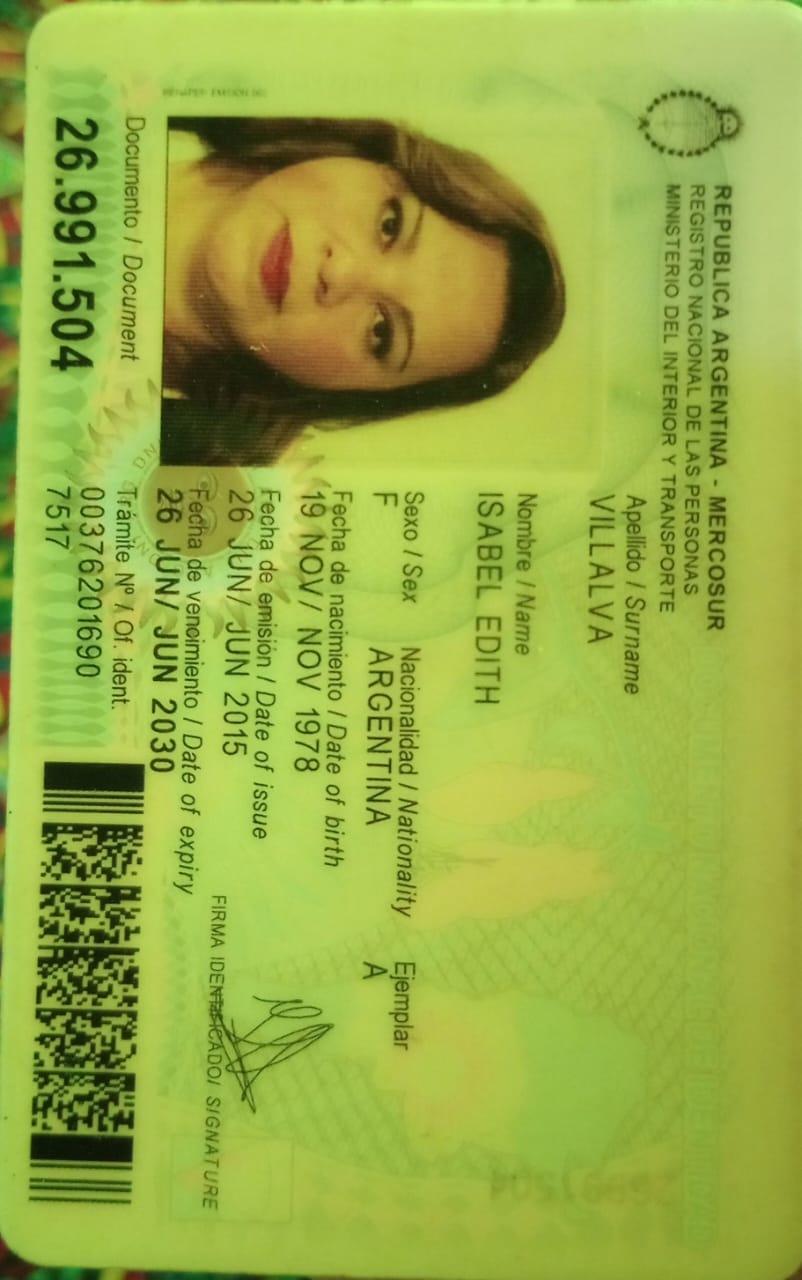 REPUBLICA ARGENTINA - MERCOSUR
REGISTRO NACIONAL DE LAS PERSONAS
MINISTERIO DEL INTERIOR Y TRANSPORTE
Apellido / Surname
VILLALVA
Nombre / Name
ISABEL EDITH
Sexo / Sex Nacionalidad / Nationality Ejemplar
F ARGENTINA A
Fecha de nacimiento / Date of birth
19 NOV/ NOV 1978
Fecha de emisión / Date of issue
26 JUN/ JUN 2015
Fecha de vencimiento / Date of expiry
26 JUN/ JUN 2030
FIRMA IDENTIFICADO/ SIGNATURE
Documento / Document
26.991.504
Trámite Nº / Of. ident.
00376201690
7517